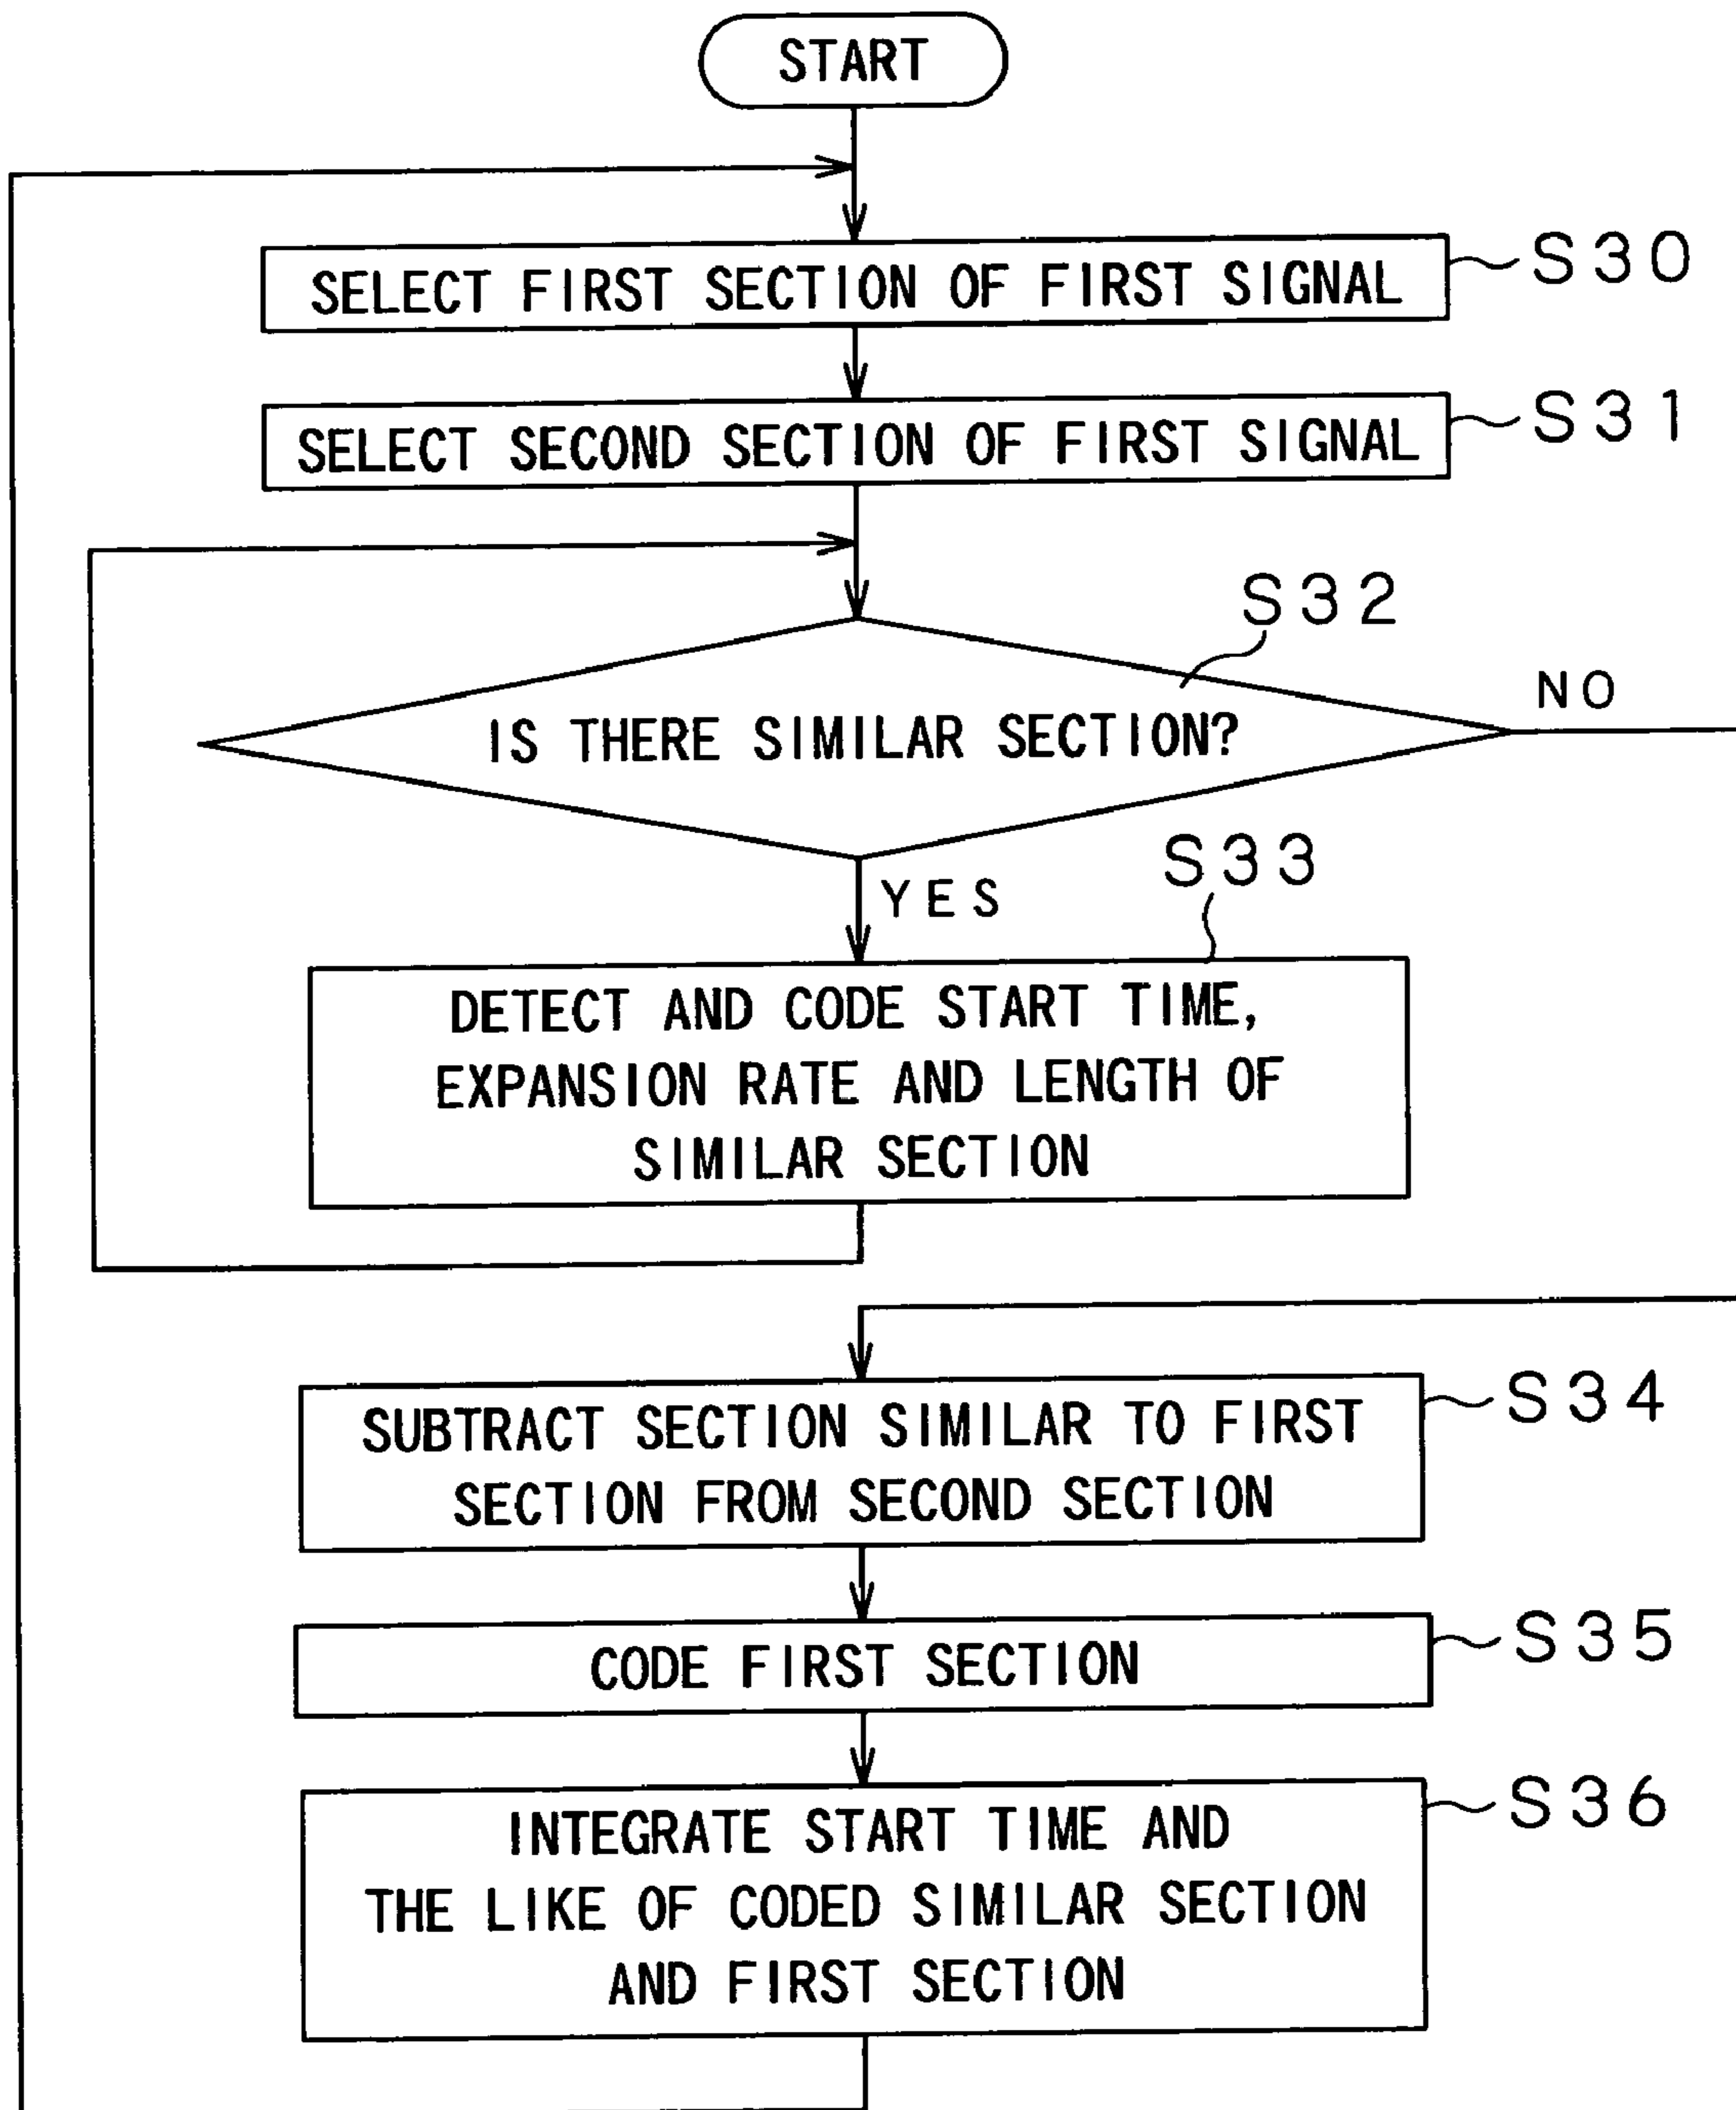 START
SELECT FIRST SECTION OF FIRST SIGNAL
S30
SELECT SECOND SECTION OF FIRST SIGNAL
S31
S32
IS THERE SIMILAR SECTION?
NO
YES
S33
DETECT AND CODE START TIME,
EXPANSION RATE AND LENGTH OF
SIMILAR SECTION
SUBTRACT SECTION SIMILAR TO FIRST
SECTION FROM SECOND SECTION
S34
CODE FIRST SECTION
S35
INTEGRATE START TIME AND
THE LIKE OF CODED SIMILAR SECTION
AND FIRST SECTION
S36